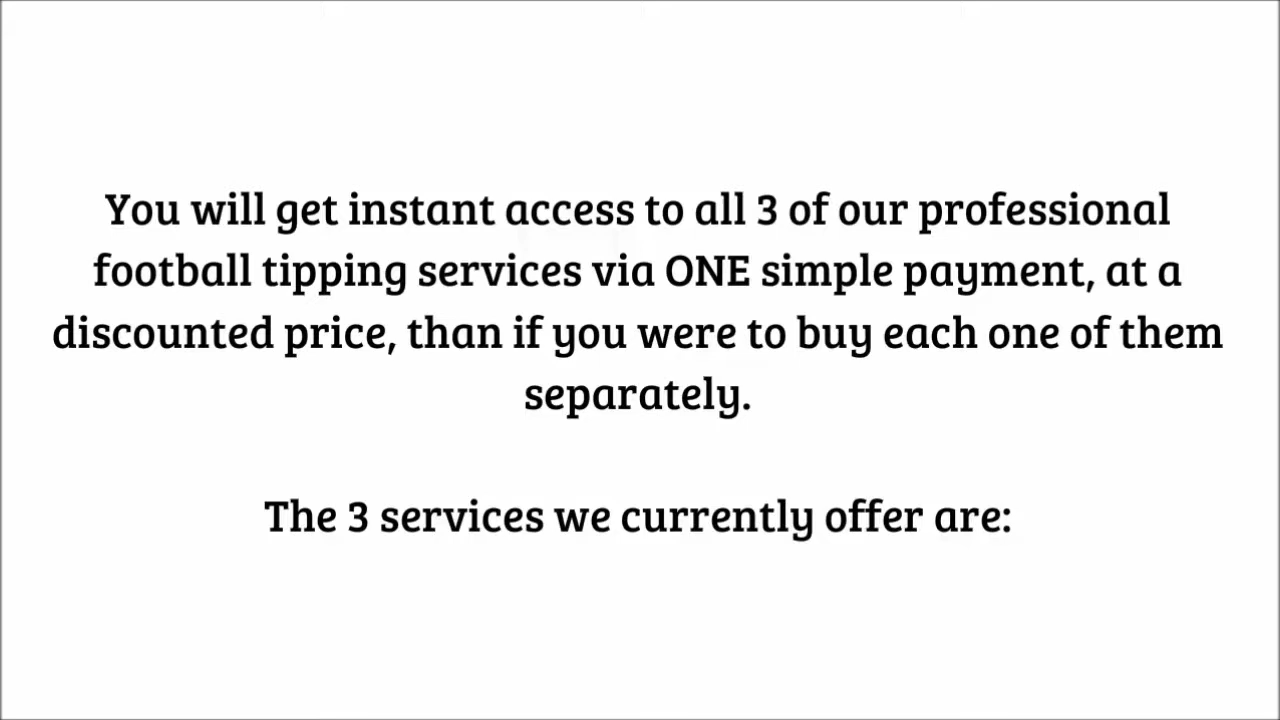 You will get instant access to all 3 of our professional
football tipping services via ONE simple payment, at a
discounted price, than if you were to buy each one of them
separately.
The 3 services we currently offer are: